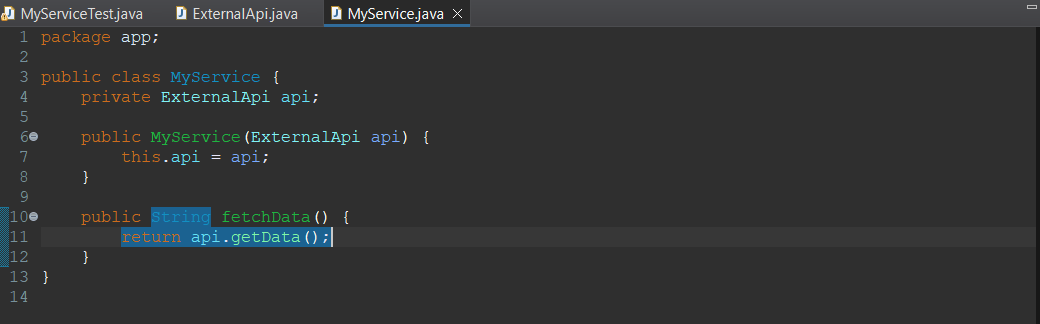 MyServiceTest.java ExternalApi.java MyService.java
1 package app;
2
3 public class MyService {
4     private ExternalApi api;
5
6     public MyService(ExternalApi api) {
7         this.api = api;
8     }
9
10     public String fetchData() {
11         return api.getData();
12     }
13 }
14